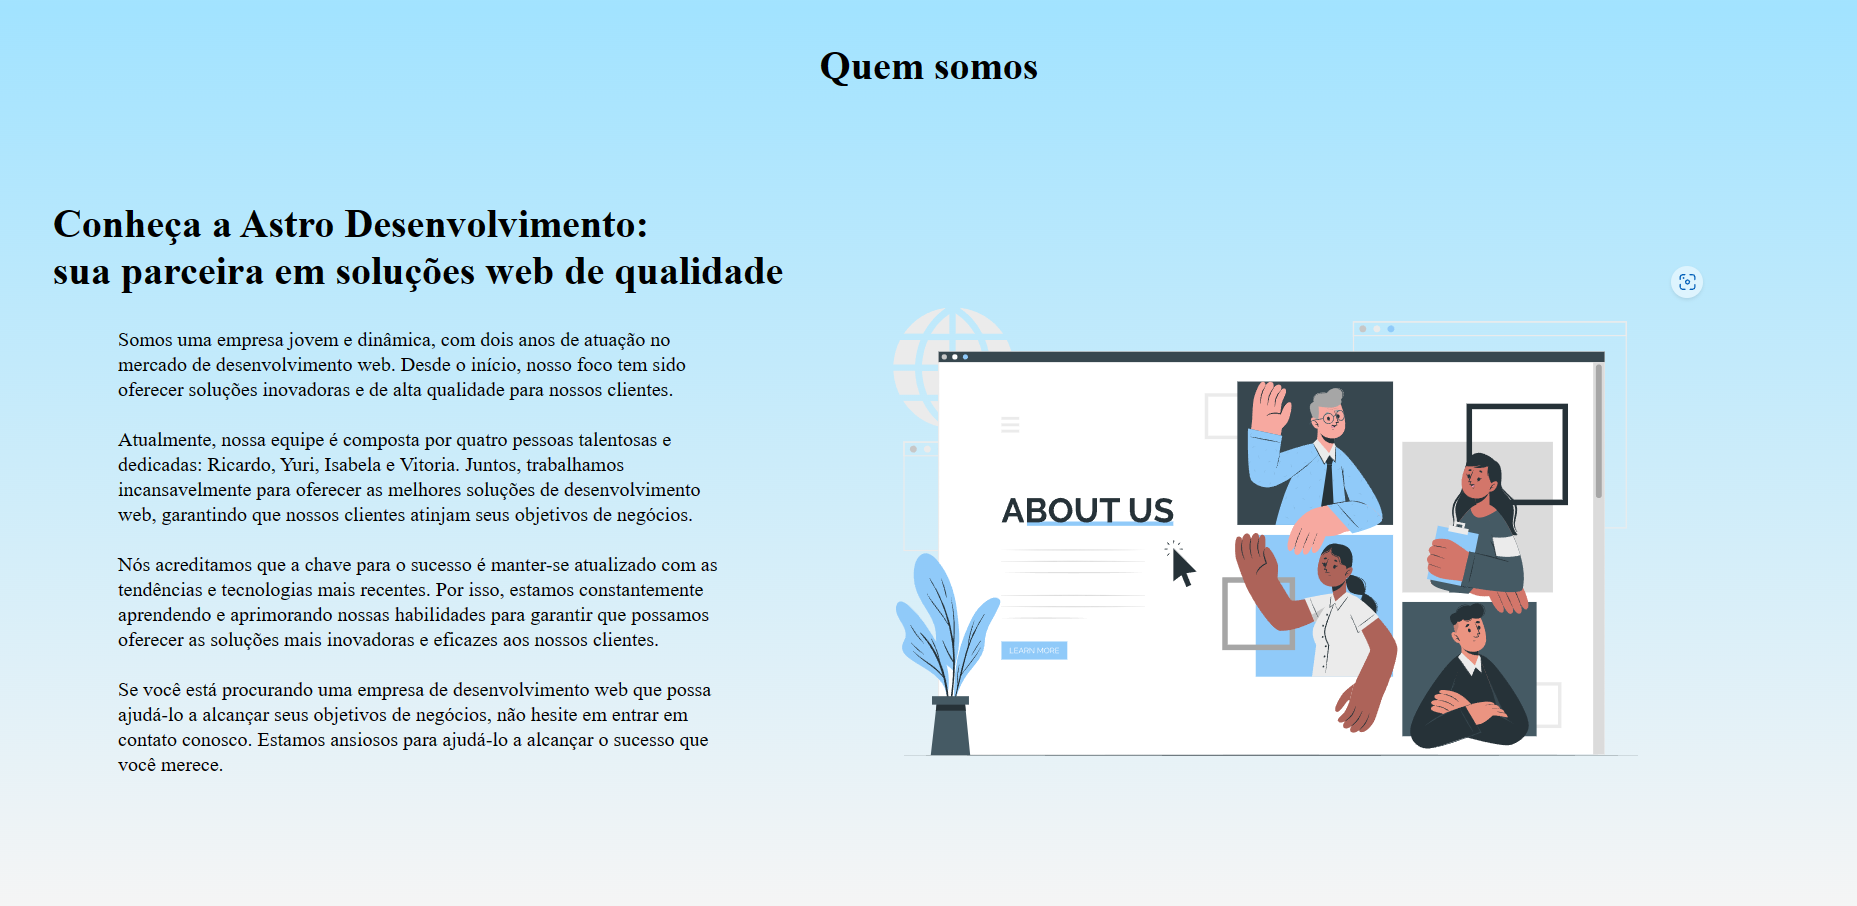 Quem somos
Conheça a Astro Desenvolvimento:
sua parceira em soluções web de qualidade
Somos uma empresa jovem e dinâmica, com dois anos de atuação no
mercado de desenvolvimento web. Desde o início, nosso foco tem sido
oferecer soluções inovadoras e de alta qualidade para nossos clientes.
Atualmente, nossa equipe é composta por quatro pessoas talentosas e
dedicadas: Ricardo, Yuri, Isabela e Vitoria. Juntos, trabalhamos
incansavelmente para oferecer as melhores soluções de desenvolvimento
web, garantindo que nossos clientes atinjam seus objetivos de negócios.
Nós acreditamos que a chave para o sucesso é manter-se atualizado com as
tendências e tecnologias mais recentes. Por isso, estamos constantemente
aprendendo e aprimorando nossas habilidades para garantir que possamos
oferecer as soluções mais inovadoras e eficazes aos nossos clientes.
Se você está procurando uma empresa de desenvolvimento web que possa
ajudá-lo a alcançar seus objetivos de negócios, não hesite em entrar em
contato conosco. Estamos ansiosos para ajudá-lo a alcançar o sucesso que
você merece.
ABOUT US
LEARN MORE